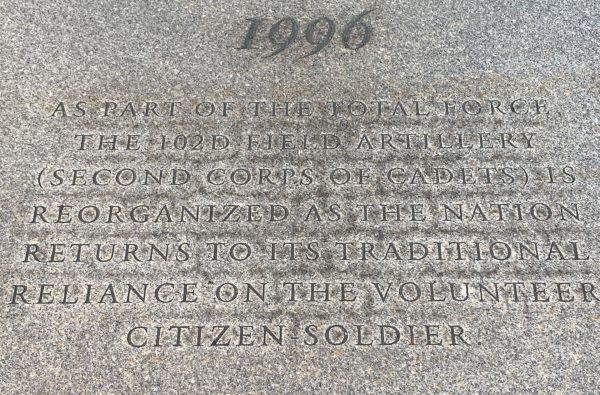 1996
AS PART OF THE TOTAL FORCE
THE 102D FIELD ARTILLERY
(SECOND CORPS OF CADETS) IS
REORGANIZED AS THE NATION
RETURNS TO ITS TRADITIONAL
RELIANCE ON THE VOLUNTEER
CITIZEN-SOLDIER